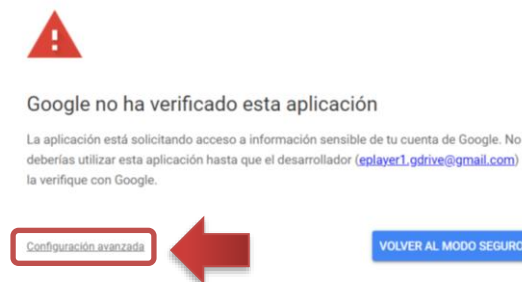 Google no ha verificado esta aplicación
La aplicación está solicitando acceso a información sensible de tu cuenta de Google. No
deberías utilizar esta aplicación hasta que el desarrollador (eplayer1.gdrive@gmail.com)
la verifique con Google.
Configuración avanzada
VOLVER AL MODO SEGURO